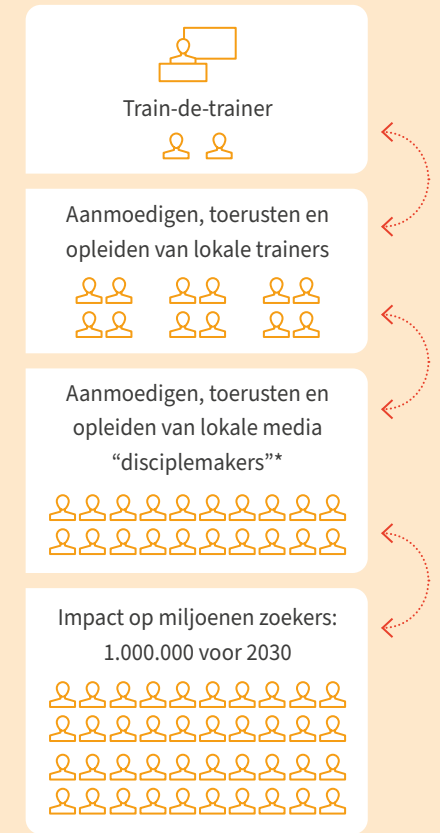 Train-de-trainer
Aanmoedigen, toerusten en
opleiden van lokale trainers
Aanmoedigen, toerusten en
opleiden van lokale media
“disciplemakers”*
Impact op miljoenen zoekers:
1.000.000 voor 2030